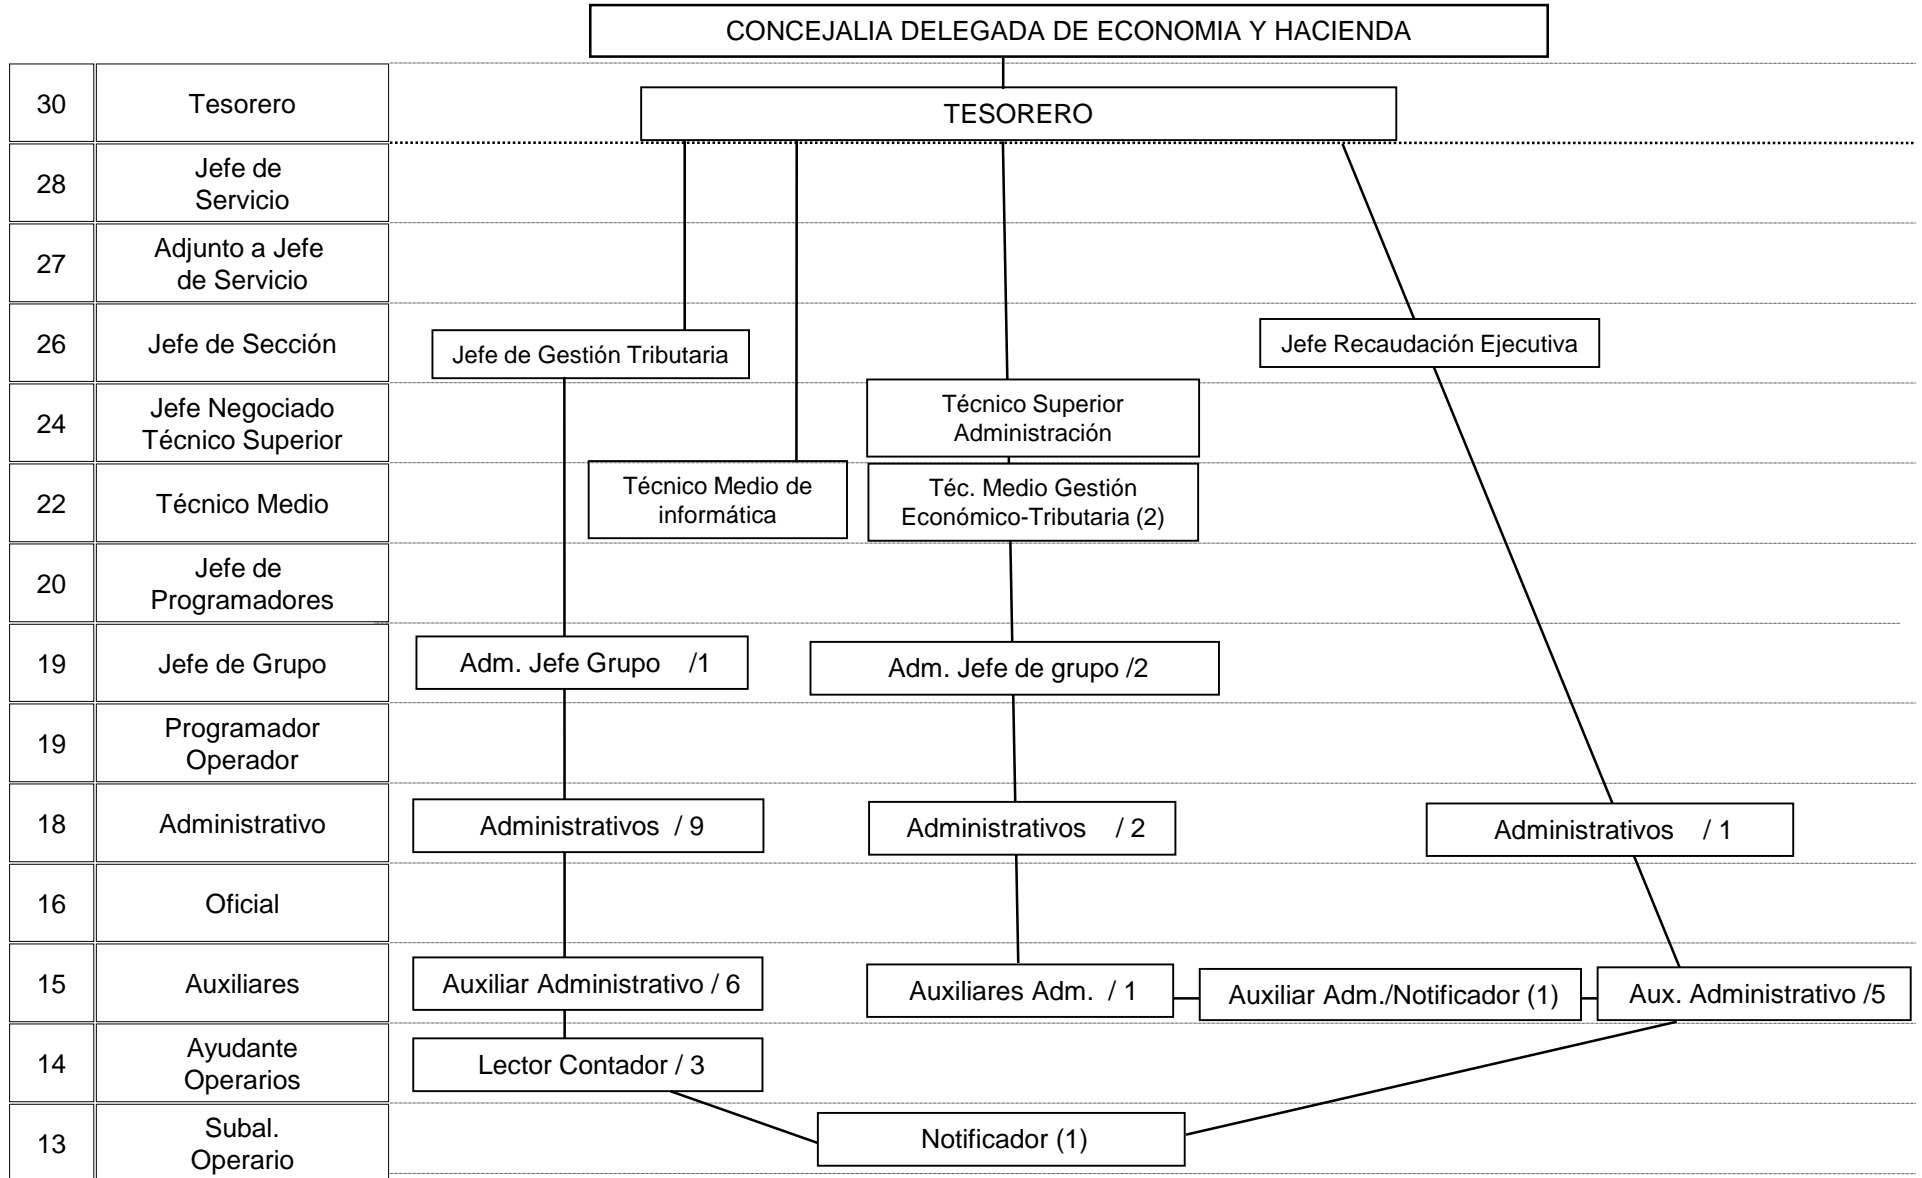 CONCEJALIA DELEGADA DE ECONOMIA Y HACIENDA
30
Tesorero
TESORERO
28
Jefe de
Servicio
27
Adjunto a Jefe
de Servicio
26
Jefe de Sección
Jefe de Gestión Tributaria
Jefe Recaudación Ejecutiva
24
Jefe Negociado
Técnico Superior
Técnico Superior
Administración
22
Técnico Medio
Técnico Medio de
informática
Téc. Medio Gestión
Económico-Tributaria (2)
20
Jefe de
Programadores
19
Jefe de Grupo
Adm. Jefe Grupo /1
Adm. Jefe de grupo /2
19
Programador
Operador
18
Administrativo
Administrativos / 9
Administrativos / 2
Administrativos / 1
16
Oficial
15
Auxiliares
Auxiliar Administrativo / 6
Auxiliares Adm. / 1
Auxiliar Adm./Notificador (1)
Aux. Administrativo /5
14
Ayudante
Operarios
Lector Contador / 3
13
Subal.
Operario
Notificador (1)